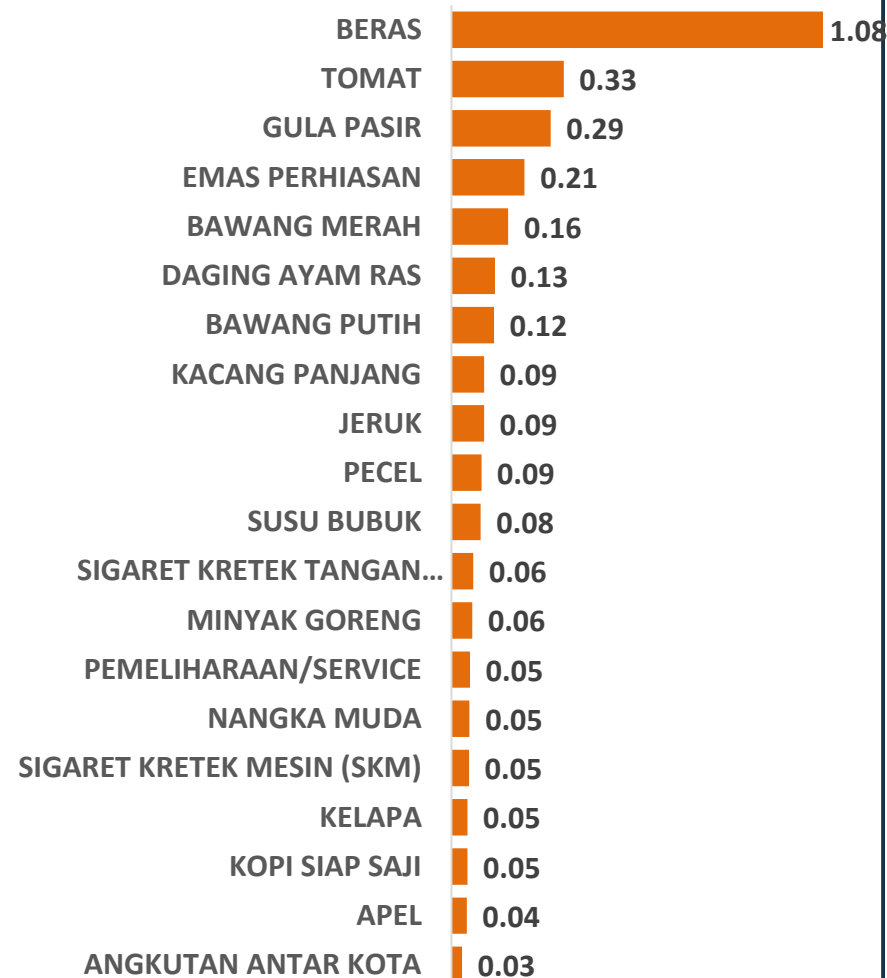 BERAS 1.08
TOMAT 0.33
GULA PASIR 0.29
EMAS PERHIASAN 0.21
BAWANG MERAH 0.16
DAGING AYAM RAS 0.13
BAWANG PUTIH 0.12
KACANG PANJANG 0.09
JERUK 0.09
PECEL 0.09
SUSU BUBUK 0.08
SIGARET KRETEK TANGAN... 0.06
MINYAK GORENG 0.06
PEMELIHARAAN/SERVICE 0.05
NANGKA MUDA 0.05
SIGARET KRETEK MESIN (SKM) 0.05
KELAPA 0.05
KOPI SIAP SAJI 0.05
APEL 0.04
ANGKUTAN ANTAR KOTA 0.03